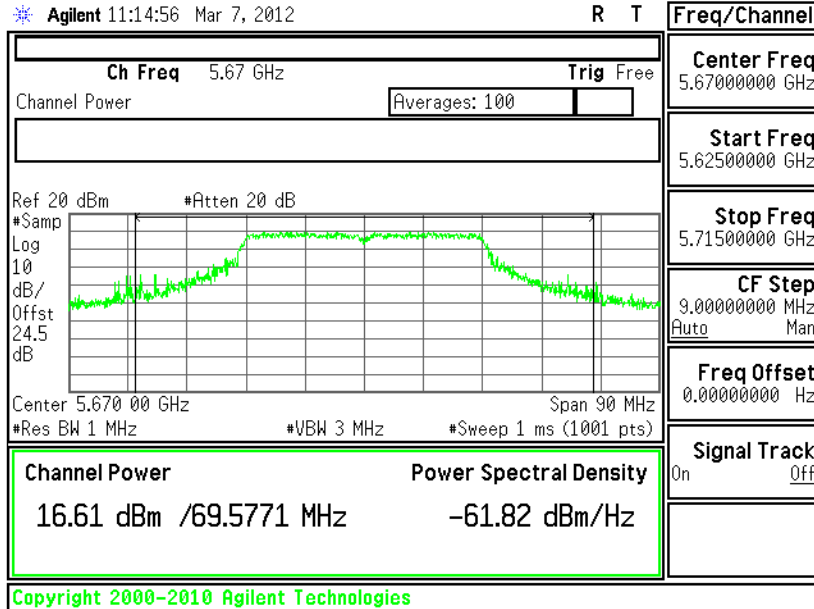 Agilent 11:14:56 Mar 7, 2012 R T
Freq/Channel
Ch Freq 5.67 GHz Trig Free
Channel Power Averages: 100
Center Freq
5.67000000 GHz
Start Freq
5.62500000 GHz
Stop Freq
5.71500000 GHz
CF Step
9.00000000 MHz
Auto Man
Freq Offset
0.00000000 Hz
Signal Track
On Off
Ref 20 dBm #Atten 20 dB
#Samp
Log
10
dB/
Offst
24.5
dB
Center 5.670 00 GHz Span 90 MHz
#Res BW 1 MHz #VBW 3 MHz #Sweep 1 ms (1001 pts)
Channel Power Power Spectral Density
16.61 dBm /69.5771 MHz -61.82 dBm/Hz
Copyright 2000-2010 Agilent Technologies